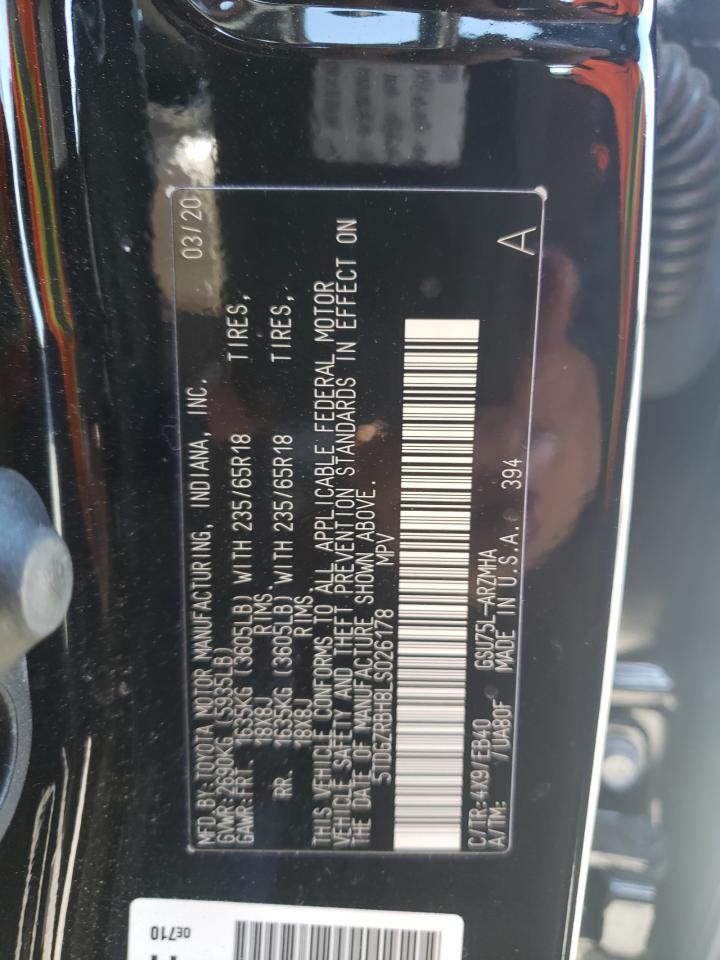 MFD.BY:TOYOTA MOTOR MANUFACTURING, INDIANA, INC. 03/20
GVWR:2690KG (5935LB)
GAWR:FRT. 1635KG (3605LB) WITH 235/65R18 TIRES,
18X8J RIMS.
RR. 1635KG (3605LB) WITH 235/65R18 TIRES,
18X8J RIMS.
THIS VEHICLE CONFORMS TO ALL APPLICABLE FEDERAL MOTOR
VEHICLE SAFETY AND THEFT PREVENTION STANDARDS IN EFFECT ON
THE DATE OF MANUFACTURE SHOWN ABOVE.
5TDGZRBH8LS026178 MPV
C/TR:4X9/EB40 GSU75L-ARZMHA
A/TM: /UA80F MADE IN U.S.A. 394 A
0E710